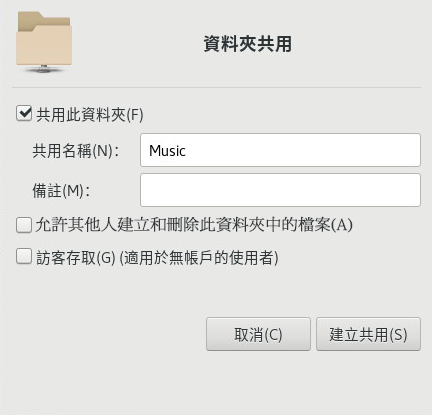 資料夾共用
共用此資料夾(F)
共用名稱(N)：
Music
備註(M)：
允許其他人建立和刪除此資料夾中的檔案(A)
訪客存取(G) (適用於無帳戶的使用者)
取消(C)
建立共用(S)